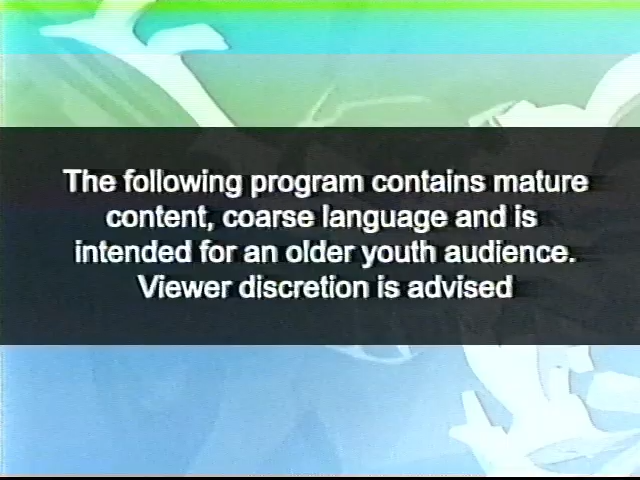 The following program contains mature
content, coarse language and is
intended for an older youth audience.
Viewer discretion is advised